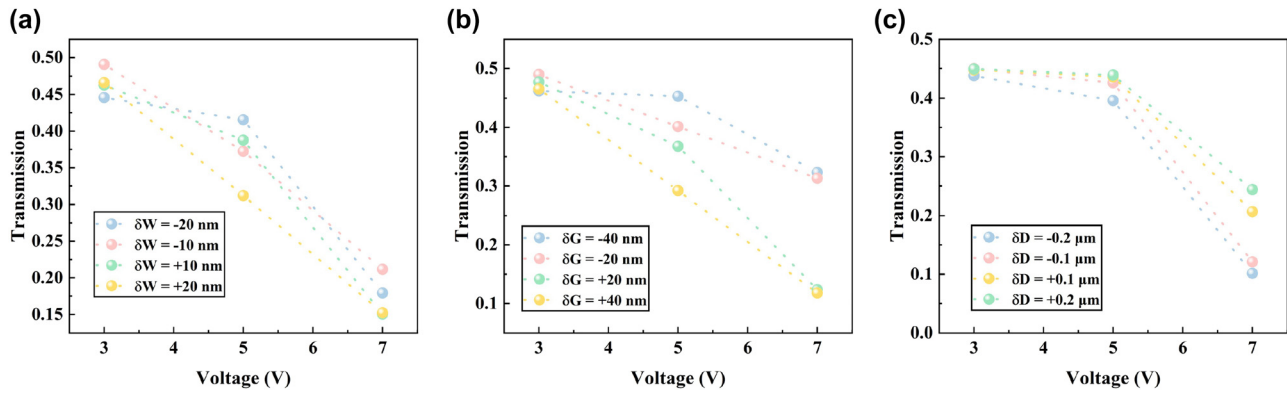 (a)
0.50
0.45
0.40
0.35
0.30
0.25
0.20
0.15
Transmission
δW = -20 nm
δW = -10 nm
δW = +10 nm
δW = +20 nm
3 4 5 6 7
Voltage (V)
(b)
0.5
0.4
0.3
0.2
0.1
Transmission
δG = -40 nm
δG = -20 nm
δG = +20 nm
δG = +40 nm
3 4 5 6 7
Voltage (V)
(c)
0.5
0.4
0.3
0.2
0.1
0.0
Transmission
δD = -0.2 µm
δD = -0.1 µm
δD = +0.1 µm
δD = +0.2 µm
3 4 5 6 7
Voltage (V)